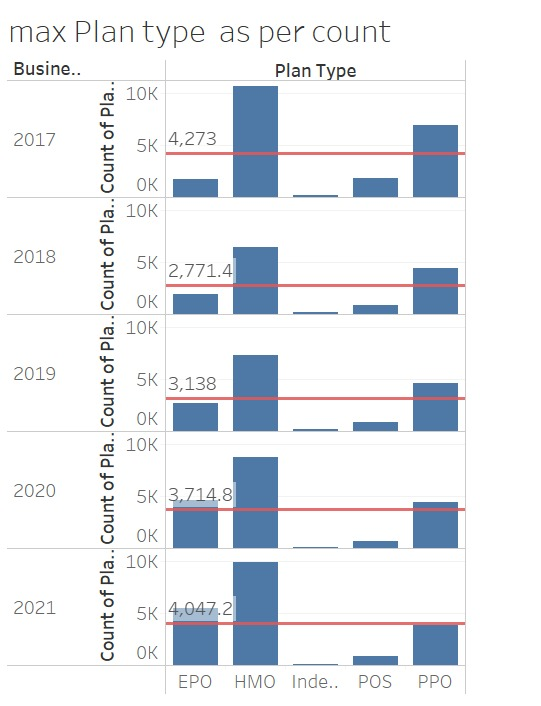 max Plan type as per count
Busine..
Plan Type
2017
Count of Pla..
10K
5K
0K
4,273
2018
Count of Pla..
10K
5K
0K
2,771.4
2019
Count of Pla..
10K
5K
0K
3,138
2020
Count of Pla..
10K
5K
0K
3,714.8
2021
Count of Pla..
10K
5K
0K
4,047.2
EPO HMO Inde.. POS PPO